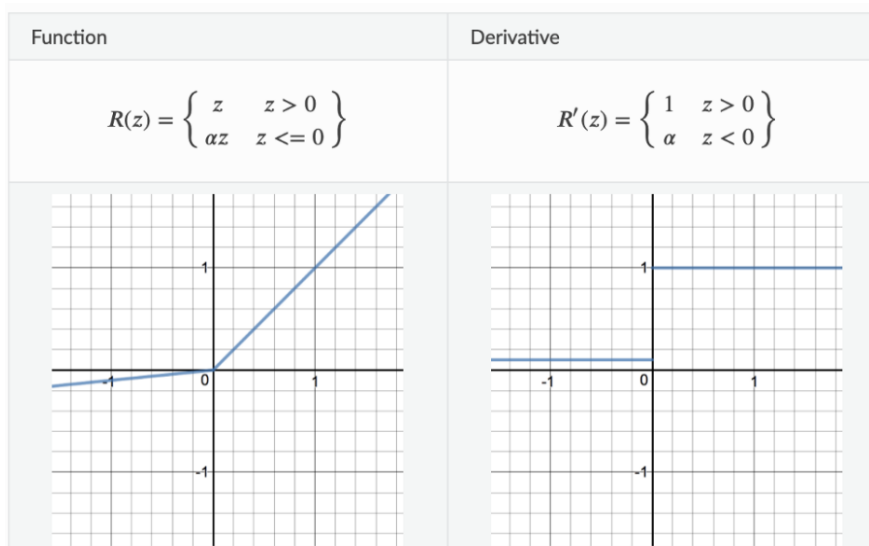 Function
Derivative
R(z) = { z z > 0
αz z <= 0 }
R′(z) = { 1 z > 0
α z < 0 }
1
-1
0
1
-1
1
-1
0
1
-1